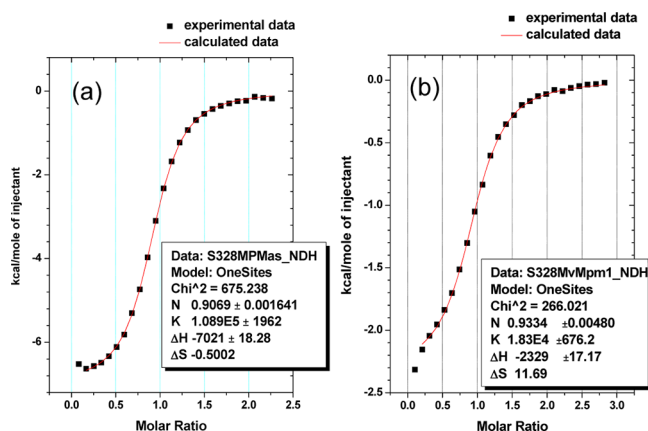 experimental data
calculated data
(a)
0
-2
-4
-6
kcal/mole of injectant
Data: S328MPMas_NDH
Model: OneSites
Chi^2 = 675.238
N 0.9069 ± 0.001641
K 1.089E5 ± 1962
ΔH -7021 ± 18.28
ΔS -0.5002
0.0 0.5 1.0 1.5 2.0 2.5
Molar Ratio
experimental data
calculated data
(b)
0.0
-0.5
-1.0
-1.5
-2.0
-2.5
kcal/mole of injectant
Data: S328MvMpm1_NDH
Model: OneSites
Chi^2 = 266.021
N 0.9334 ±0.00480
K 1.83E4 ±676.2
ΔH -2329 ±17.17
ΔS 11.69
0.0 0.5 1.0 1.5 2.0 2.5 3.0
Molar Ratio